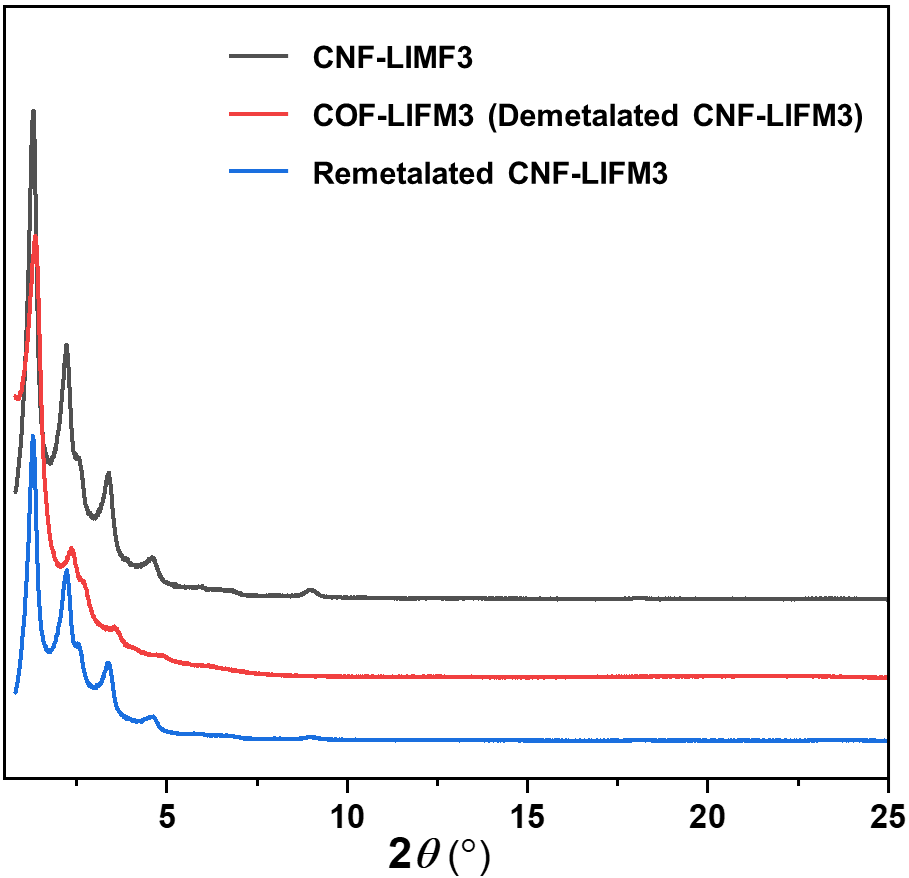 CNF-LIMF3
COF-LIFM3 (Demetalated CNF-LIFM3)
Remetalated CNF-LIFM3
5 10 15 20 25
2θ (°)